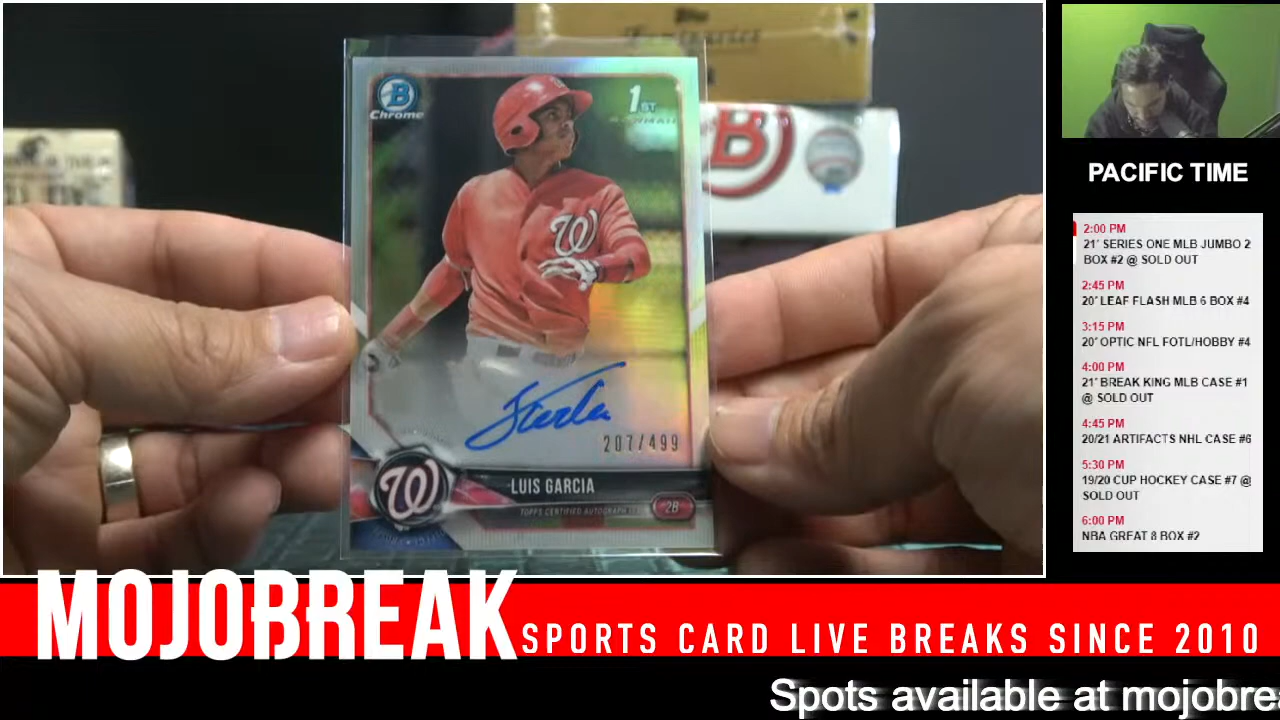 B
Chrome
1ST
BOWMAN
W
207/499
W
LUIS GARCIA
TOPPS CERTIFIED AUTOGRAPH
2B
B
PACIFIC TIME
2:00 PM
21' SERIES ONE MLB JUMBO 2
BOX #2 @ SOLD OUT
2:45 PM
20' LEAF FLASH MLB 6 BOX #4
3:15 PM
20' OPTIC NFL FOTL/HOBBY #4
4:00 PM
21' BREAK KING MLB CASE #1
@ SOLD OUT
4:45 PM
20/21 ARTIFACTS NHL CASE #6
5:30 PM
19/20 CUP HOCKEY CASE #7 @
SOLD OUT
6:00 PM
NBA GREAT 8 BOX #2
MOJOBREAK
SPORTS CARD LIVE BREAKS SINCE 2010
Spots available at mojobre